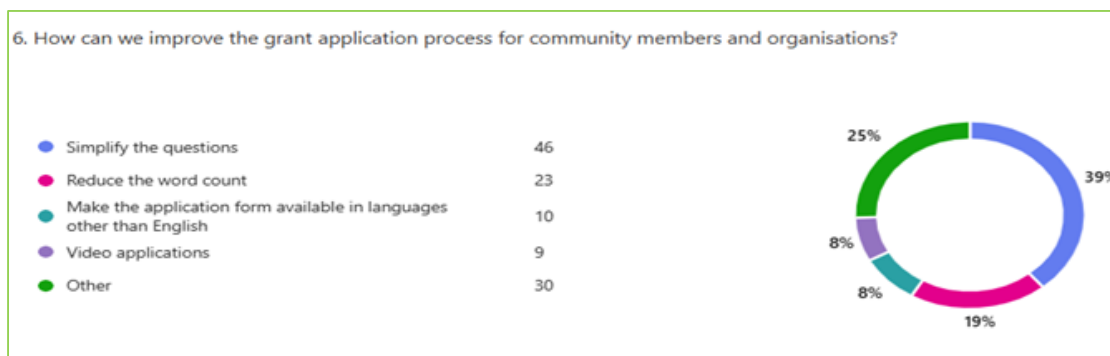 6. How can we improve the grant application process for community members and organisations?
Simplify the questions 46
Reduce the word count 23
Make the application form available in languages
other than English 10
Video applications 9
Other 30
25%
39%
8%
8%
19%